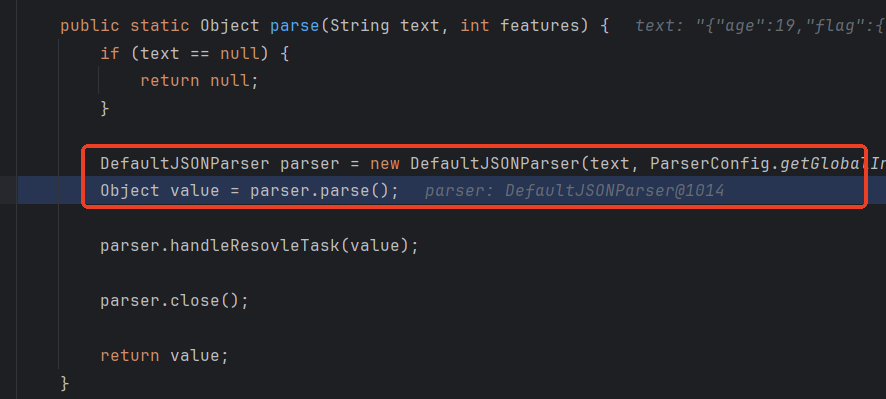 public static Object parse(String text, int features) { text: "{"age":19,"flag":{
if (text == null) {
return null;
}
DefaultJSONParser parser = new DefaultJSONParser(text, ParserConfig.getGlobalIn
Object value = parser.parse(); parser: DefaultJSONParser@1014
parser.handleResovleTask(value);
parser.close();
return value;
}